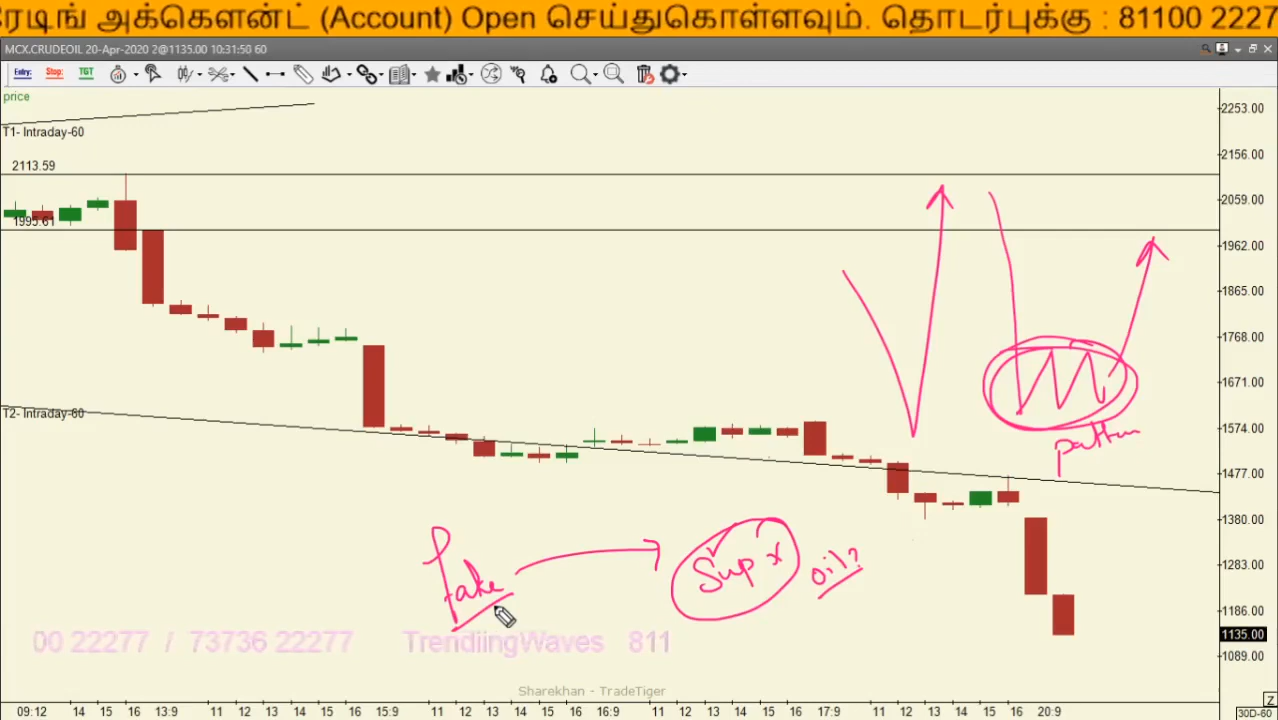 ரேடிங் அக்கௌன்ட் (Account) Open செய்துகொள்ளவும். தொடர்புக்கு : 81100 2227
MCX.CRUDEOIL 20-Apr-2020 2@1135.00 10:31:50 60
Entry: Stop: TGT
price
T1- Intraday-60
2113.59
1995.61
T2- Intraday-60
2253.00
2156.00
2059.00
1962.00
1865.00
1768.00
1671.00
1574.00
1477.00
1380.00
1283.00
1186.00
1135.00
1089.00
pattern
fake
Sup x
oil?
00 22277 / 73736 22277 TrendiingWaves 811
Sharekhan - TradeTiger
09:12 14 15 16 13:9 11 12 13 14 15 16 15:9 11 12 13 14 15 16 16:9 11 12 13 14 15 16 17:9 11 12 13 14 15 16 20:9
Z
30D-60